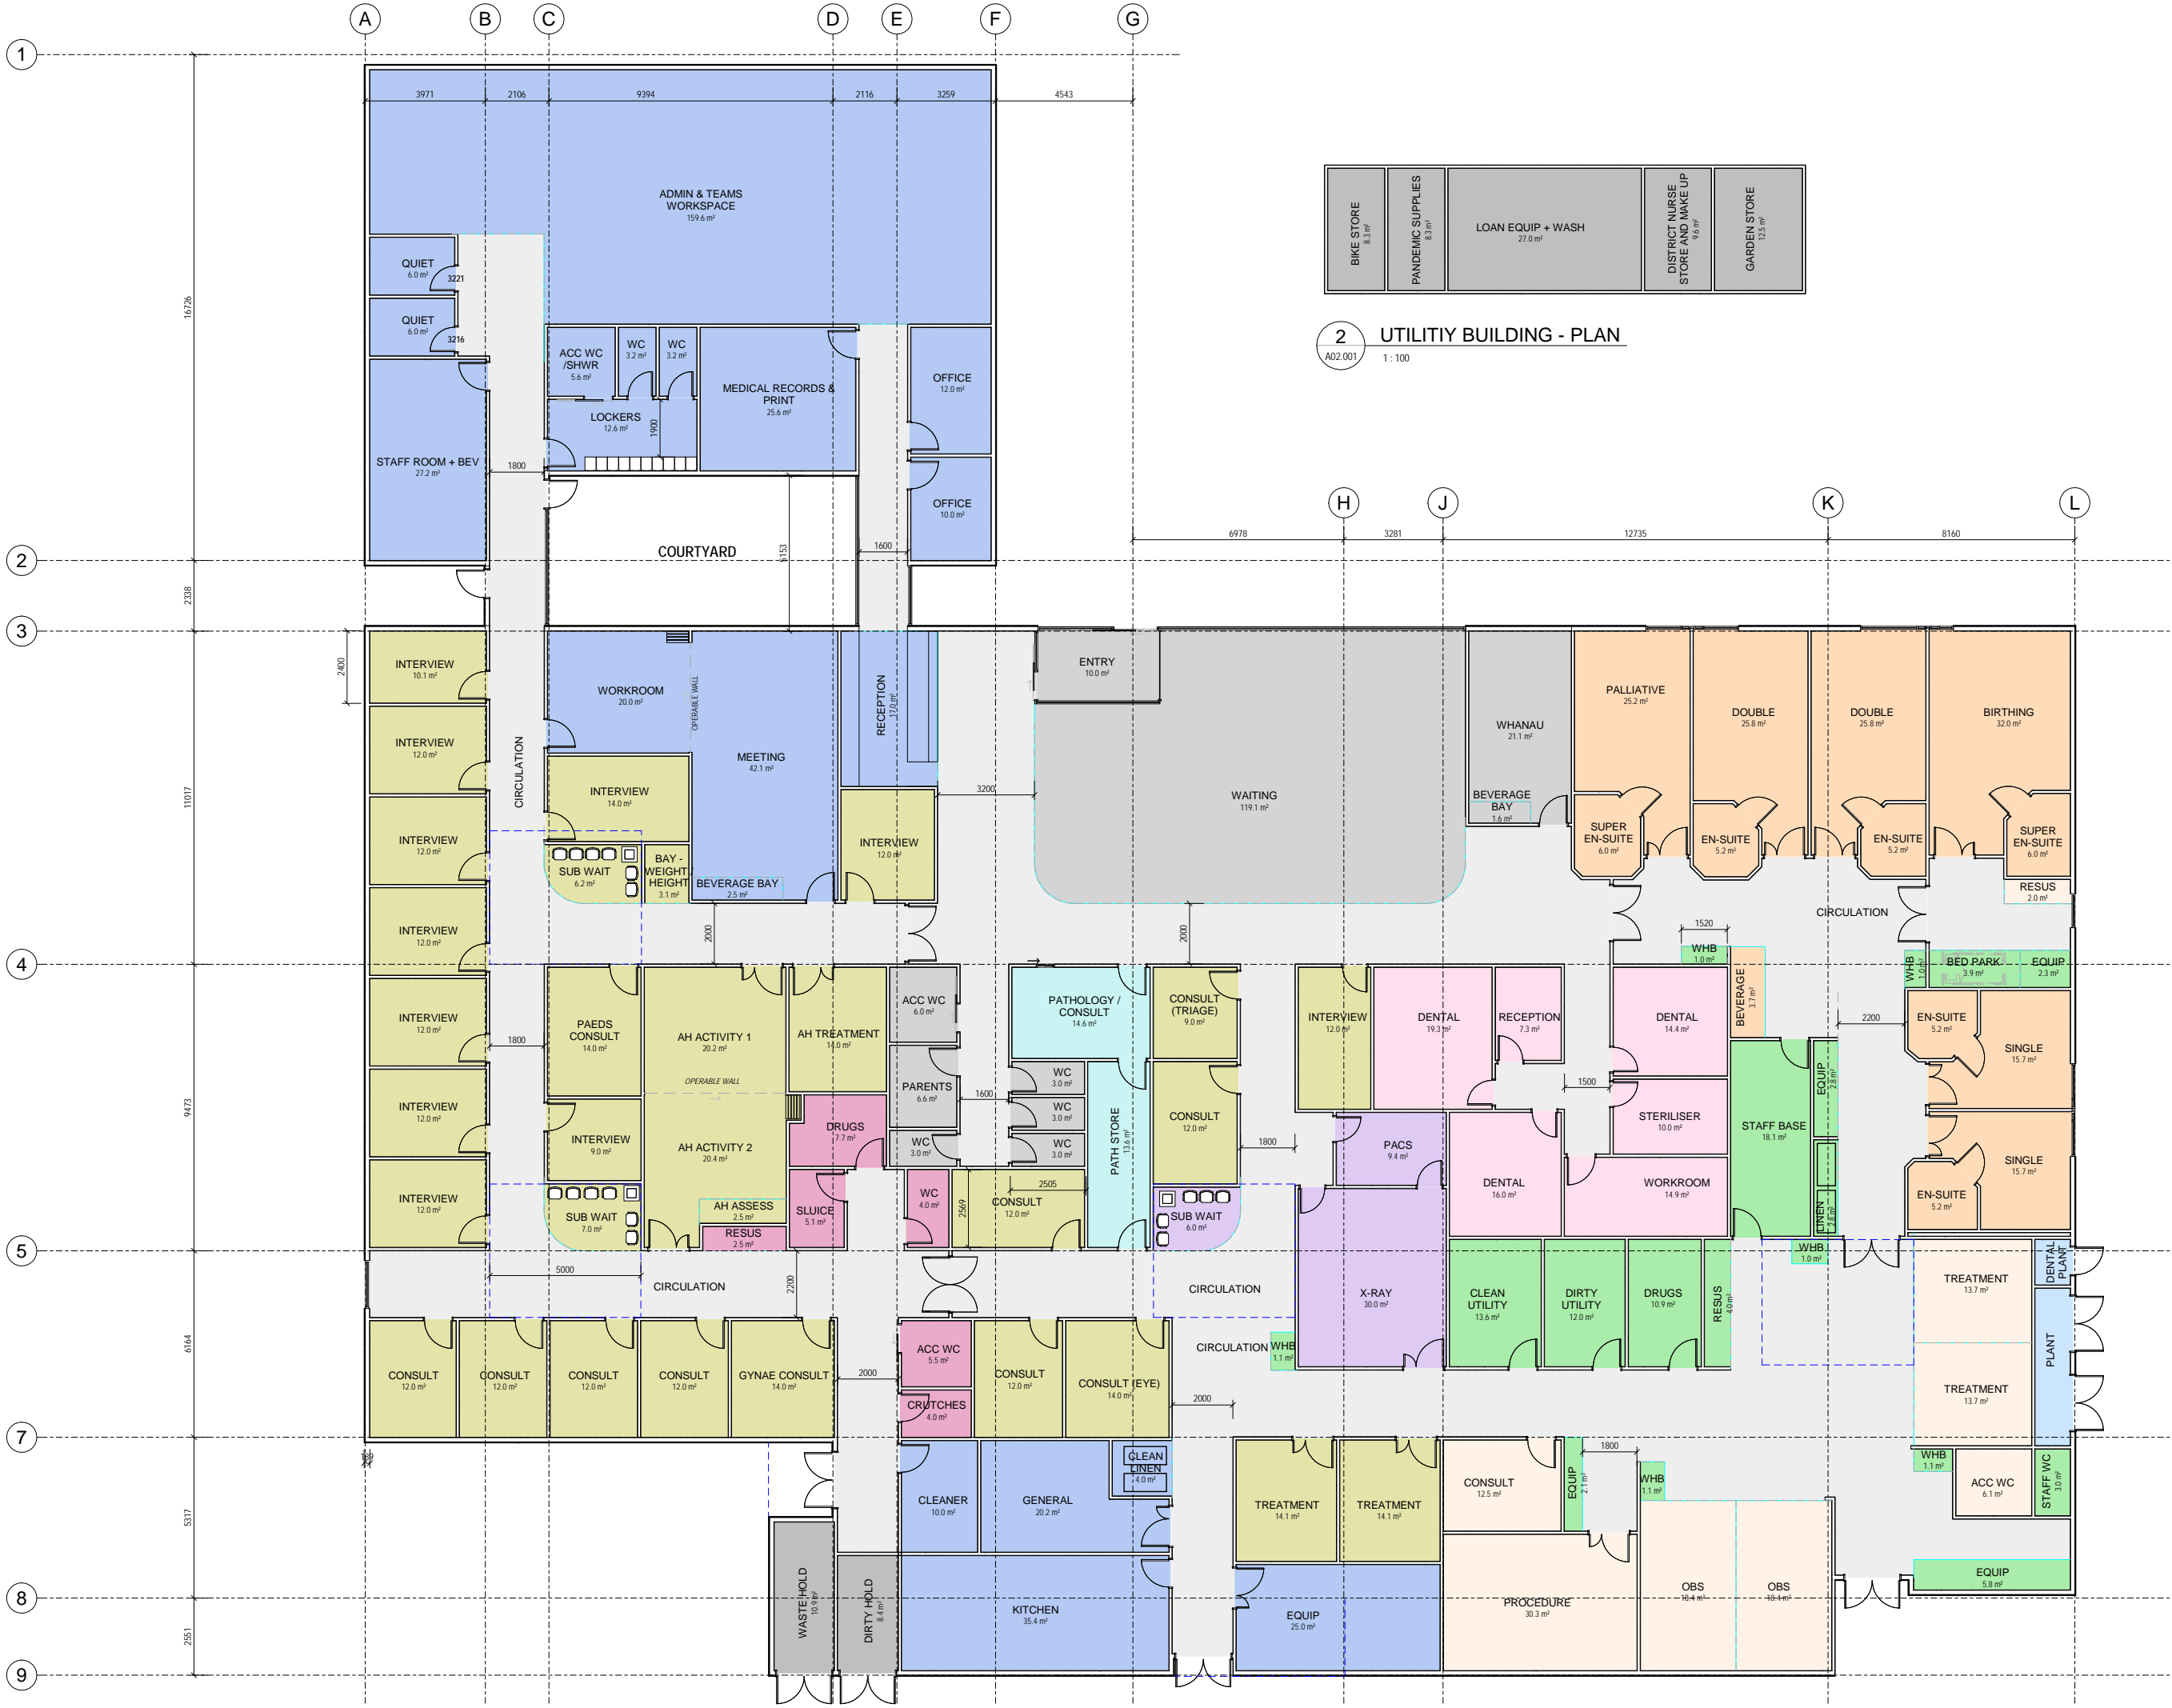 A
B
C
D
E
F
G
1
3971
2106
9394
2116
3259
4543
ADMIN & TEAMS
WORKSPACE
159.6 m²
BIKE STORE
8.3 m²
PANDEMIC SUPPLIES
8.3 m²
LOAN EQUIP + WASH
27.0 m²
DISTRICT NURSE
STORE AND MAKE UP
9.6 m²
GARDEN STORE
12.5 m²
2
A02.001
UTILITIY BUILDING - PLAN
1 : 100
16726
QUIET
6.0 m²
3221
QUIET
6.0 m²
3216
ACC WC
/SHWR
5.6 m²
WC
3.2 m²
WC
3.2 m²
MEDICAL RECORDS &
PRINT
25.6 m²
OFFICE
12.0 m²
LOCKERS
12.6 m²
1900
STAFF ROOM + BEV
27.2 m²
1800
OFFICE
10.0 m²
H
J
K
L
6978
3281
12735
8160
COURTYARD
5153
1600
2
2338
3
2400
INTERVIEW
10.1 m²
WORKROOM
20.0 m²
OPERABLE WALL
RECEPTION
17.0 m²
ENTRY
10.0 m²
PALLIATIVE
25.2 m²
DOUBLE
25.8 m²
DOUBLE
25.8 m²
BIRTHING
32.0 m²
WHANAU
21.1 m²
INTERVIEW
12.0 m²
CIRCULATION
MEETING
42.1 m²
11017
INTERVIEW
14.0 m²
3200
WAITING
119.1 m²
BEVERAGE
BAY
1.6 m²
INTERVIEW
12.0 m²
INTERVIEW
12.0 m²
SUPER
EN-SUITE
6.0 m²
EN-SUITE
5.2 m²
EN-SUITE
5.2 m²
SUPER
EN-SUITE
6.0 m²
SUB WAIT
6.2 m²
BAY -
WEIGHT /
HEIGHT
3.1 m²
BEVERAGE BAY
2.5 m²
RESUS
2.0 m²
INTERVIEW
12.0 m²
2000
2000
CIRCULATION
1520
4
WHB
1.0 m²
WHB
1.0 m²
BED PARK
3.9 m²
EQUIP
2.3 m²
PAEDS
CONSULT
14.0 m²
AH ACTIVITY 1
20.2 m²
AH TREATMENT
14.0 m²
ACC WC
6.0 m²
PATHOLOGY /
CONSULT
14.6 m²
CONSULT
(TRIAGE)
9.0 m²
INTERVIEW
12.0 m²
DENTAL
19.3 m²
RECEPTION
7.3 m²
DENTAL
14.4 m²
BEVERAGE
3.7 m²
2200
EN-SUITE
5.2 m²
SINGLE
15.7 m²
INTERVIEW
12.0 m²
1800
OPERABLE WALL
PARENTS
6.6 m²
1600
WC
3.0 m²
1500
EQUIP
2.8 m²
9473
INTERVIEW
12.0 m²
INTERVIEW
9.0 m²
AH ACTIVITY 2
20.4 m²
DRUGS
7.7 m²
WC
3.0 m²
WC
3.0 m²
WC
3.0 m²
PATH STORE
13.6 m²
CONSULT
12.0 m²
1800
PACS
9.4 m²
STERILISER
10.0 m²
STAFF BASE
18.1 m²
SINGLE
15.7 m²
INTERVIEW
12.0 m²
SUB WAIT
7.0 m²
AH ASSESS
2.5 m²
RESUS
2.5 m²
SLUICE
5.1 m²
WC
4.0 m²
2569
2505
CONSULT
12.0 m²
SUB WAIT
6.0 m²
DENTAL
16.0 m²
WORKROOM
14.9 m²
LINEN
2.8 m²
EN-SUITE
5.2 m²
5
5000
CIRCULATION
2200
CIRCULATION
X-RAY
30.0 m²
CLEAN
UTILITY
13.6 m²
DIRTY
UTILITY
12.0 m²
DRUGS
10.9 m²
RESUS
4.0 m²
WHB
1.0 m²
TREATMENT
13.7 m²
DENTAL
PLANT
6164
CONSULT
12.0 m²
CONSULT
12.0 m²
CONSULT
12.0 m²
CONSULT
12.0 m²
GYNAE CONSULT
14.0 m²
2000
ACC WC
5.5 m²
CRUTCHES
4.0 m²
CONSULT
12.0 m²
CONSULT (EYE)
14.0 m²
CIRCULATION
WHB
1.1 m²
2000
TREATMENT
13.7 m²
PLANT
7
5317
CLEANER
10.0 m²
GENERAL
20.2 m²
CLEAN
LINEN
4.0 m²
TREATMENT
14.1 m²
TREATMENT
14.1 m²
CONSULT
12.5 m²
EQUIP
2.1 m²
1800
WHB
1.1 m²
WHB
1.1 m²
ACC WC
6.1 m²
STAFF WC
3.0 m²
EQUIP
5.8 m²
8
WASTE HOLD
10.9 m²
DIRTY HOLD
8.4 m²
KITCHEN
35.4 m²
EQUIP
25.0 m²
PROCEDURE
30.3 m²
OBS
18.4 m²
OBS
18.4 m²
2551
9